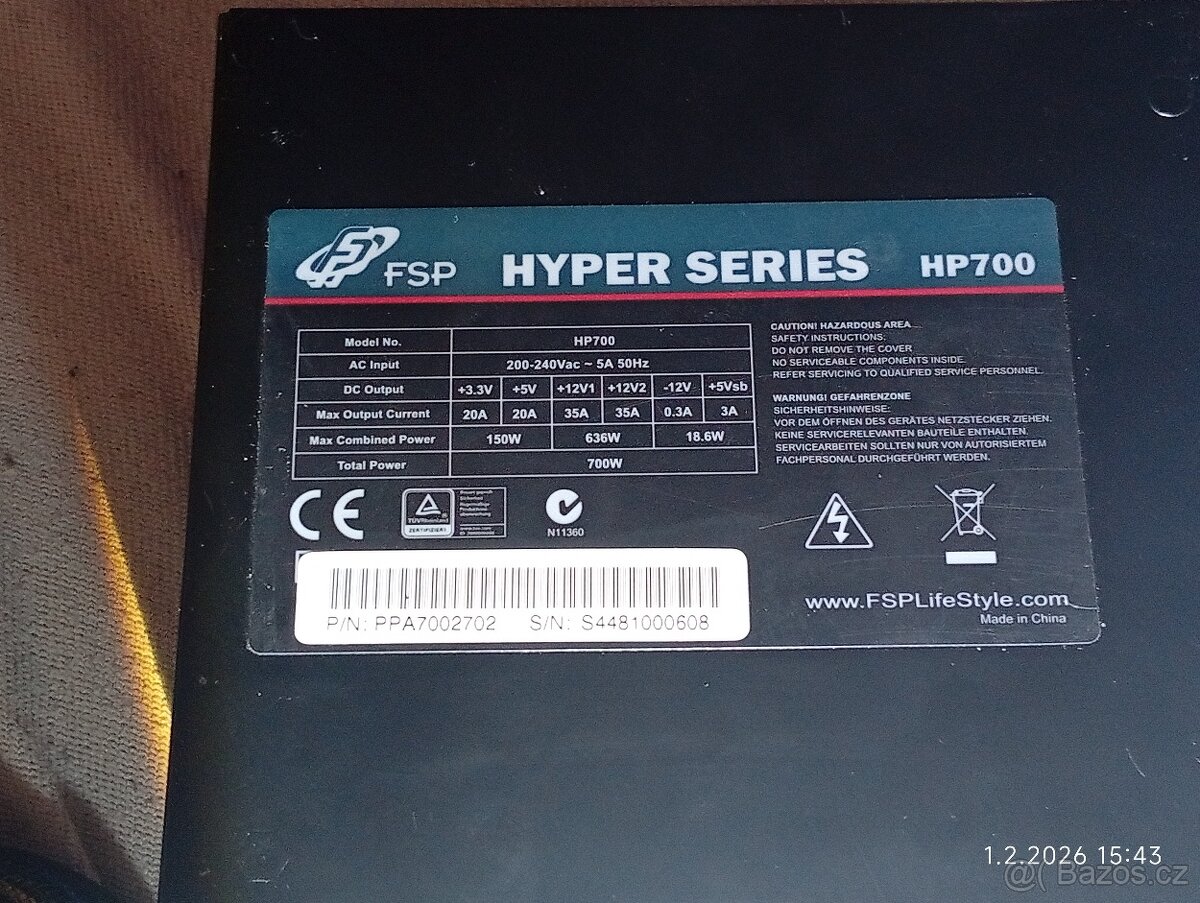 FSP HYPER SERIES HP700
Model No. HP700
AC Input 200-240Vac ~ 5A 50Hz
DC Output +3.3V +5V +12V1 +12V2 -12V +5Vsb
Max Output Current 20A 20A 35A 35A 0.3A 3A
Max Combined Power 150W 636W 18.6W
Total Power 700W
CAUTION! HAZARDOUS AREA
SAFETY INSTRUCTIONS:
DO NOT REMOVE THE COVER
NO SERVICEABLE COMPONENTS INSIDE.
REFER SERVICING TO QUALIFIED SERVICE PERSONNEL.
WARNUNG! GEFAHRENZONE
SICHERHEITSHINWEISE:
VOR DEM ÖFFNEN DES GERÄTES NETZSTECKER ZIEHEN.
KEINE SERVICERELEVANTEN BAUTEILE ENTHALTEN.
SERVICEARBEITEN SOLLTEN NUR VON AUTORISIERTEM
FACHPERSONAL DURCHGEFÜHRT WERDEN.
CE
TÜVRheinland
ZERTIFIZIERT
N11360
P/N: PPA7002702 S/N: S4481000608
www.FSPLifeStyle.com
Made in China
1.2.2026 15:43
Bazos.cz